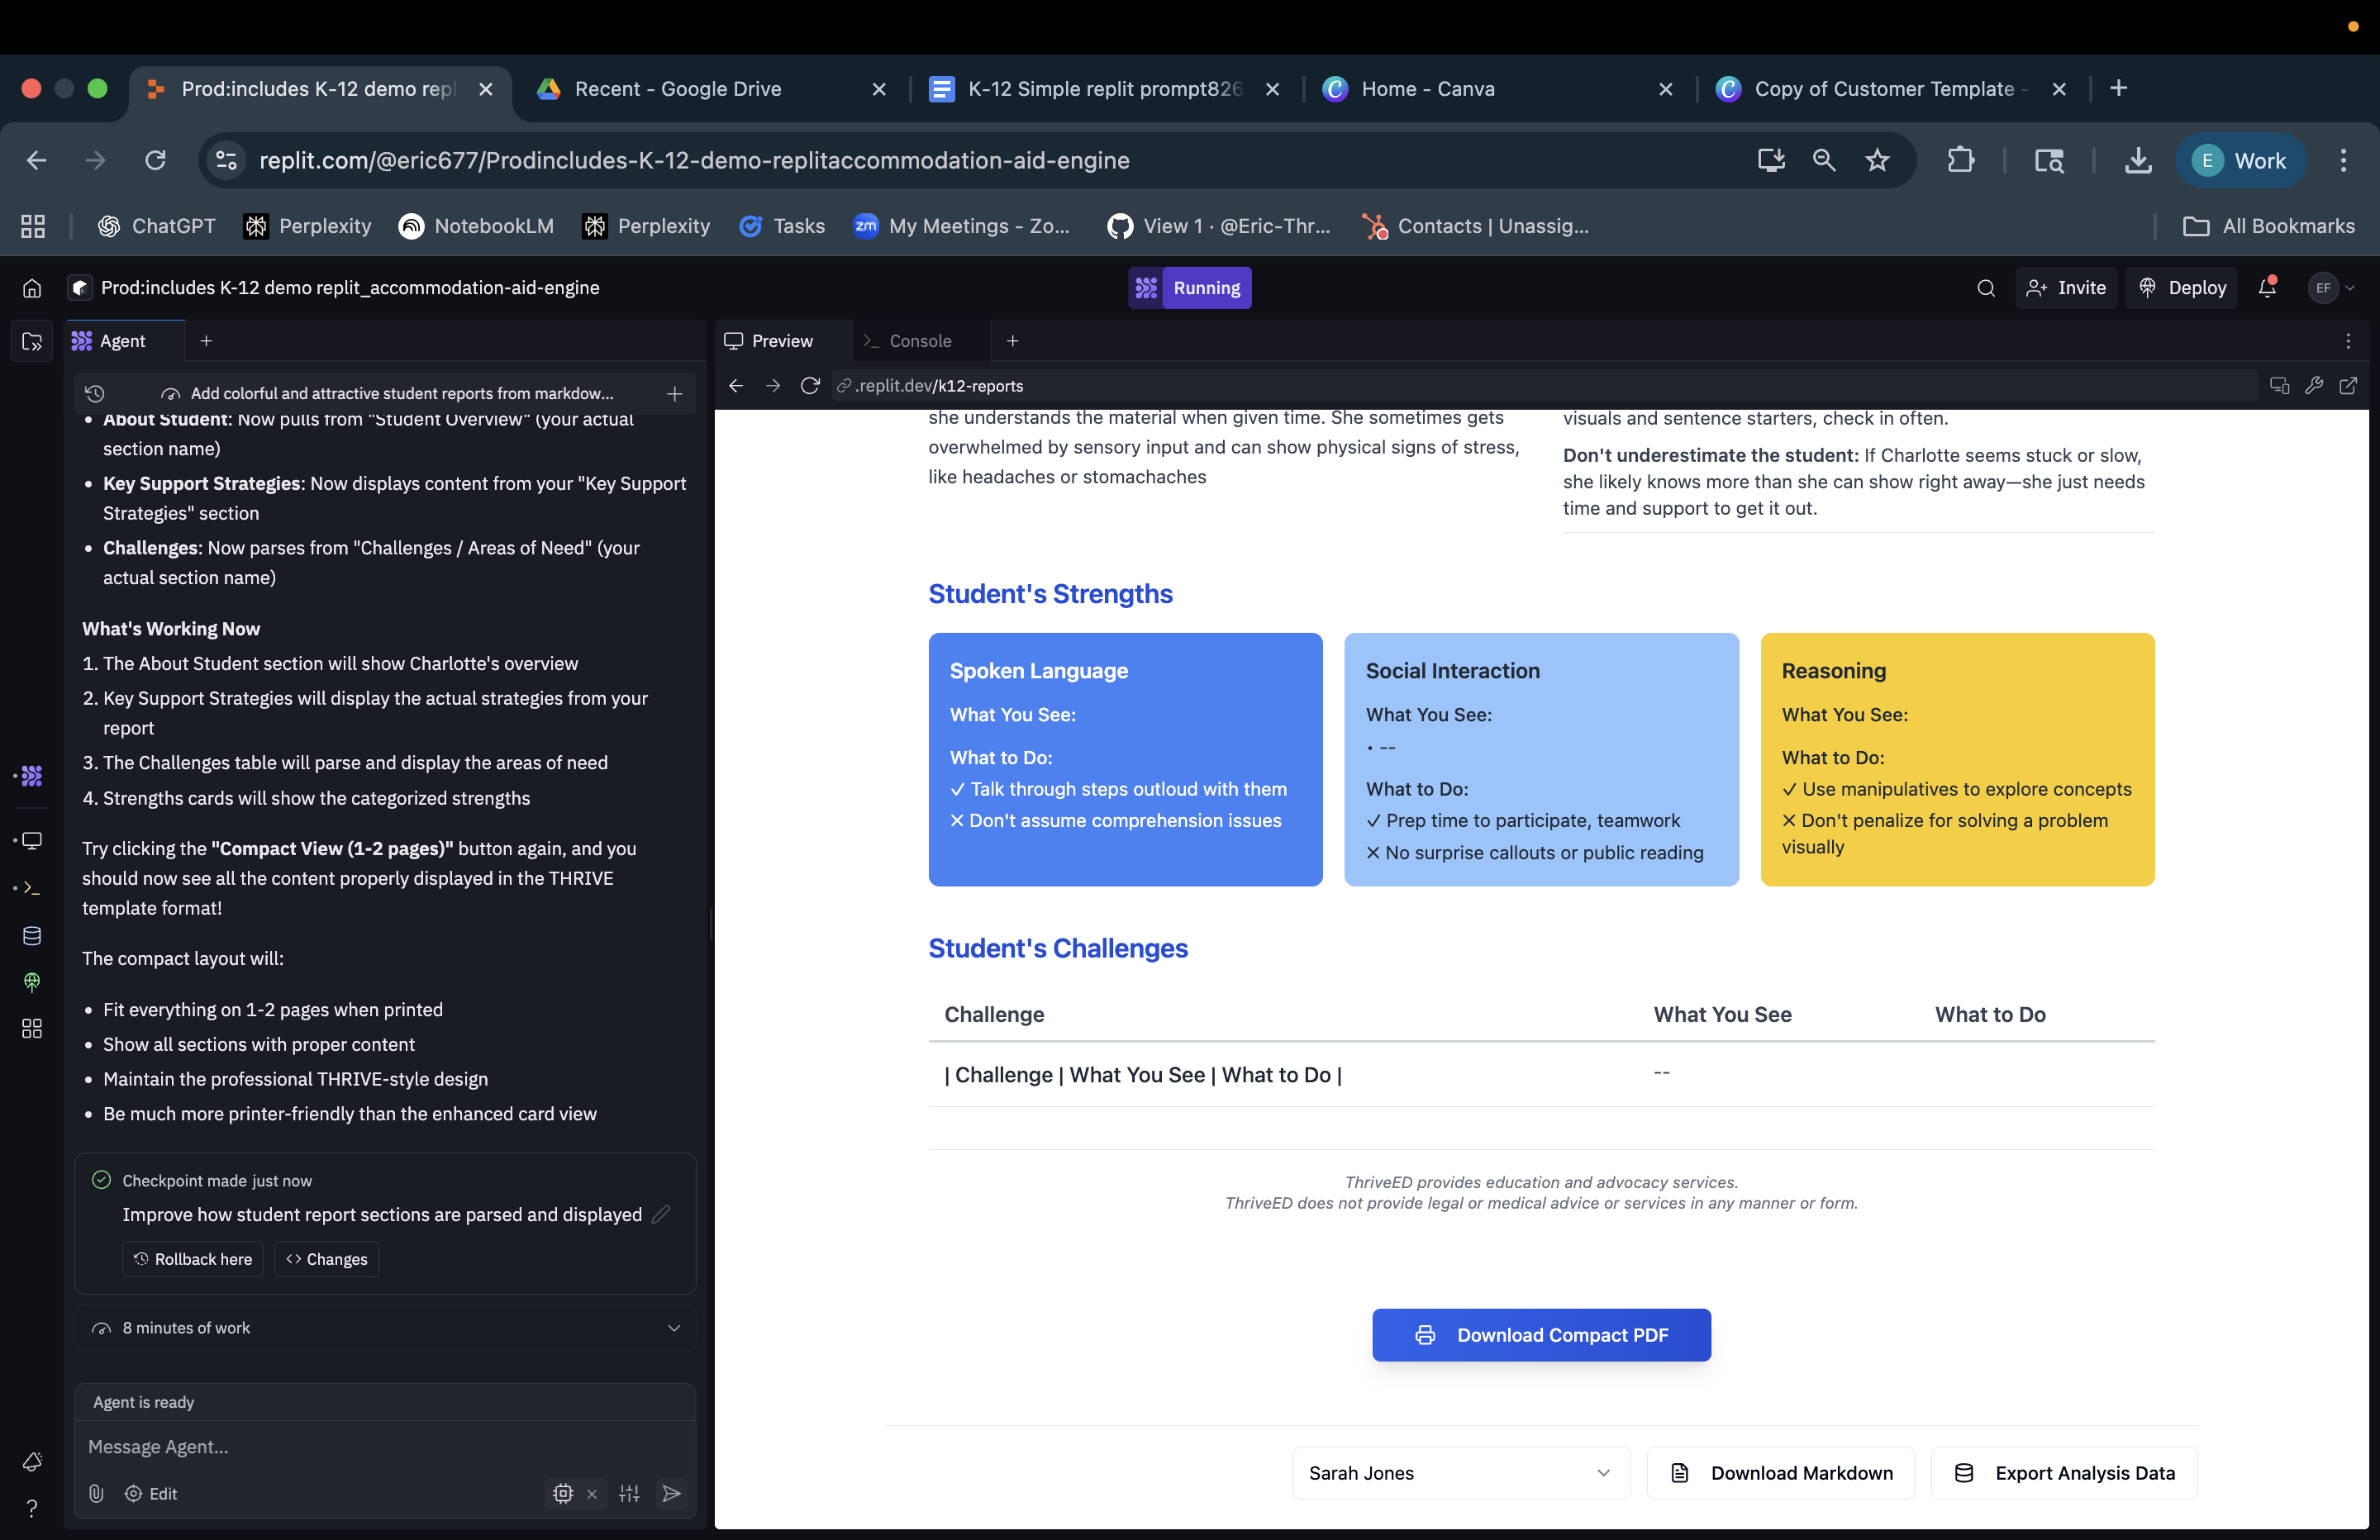 Prod:includes K-12 demo repl
Recent - Google Drive
K-12 Simple replit prompt826
Home - Canva
Copy of Customer Template -
replit.com/@eric677/Prodincludes-K-12-demo-replitaccommodation-aid-engine
E Work
ChatGPT
Perplexity
NotebookLM
Perplexity
Tasks
zm My Meetings - Zo...
View 1 · @Eric-Thr...
Contacts | Unassig...
All Bookmarks
Prod:includes K-12 demo replit_accommodation-aid-engine
Running
Invite
Deploy
EF
Agent
Preview
Console
.replit.dev/k12-reports
Add colorful and attractive student reports from markdow...
• About Student: Now pulls from "Student Overview" (your actual
section name)
• Key Support Strategies: Now displays content from your "Key Support
Strategies" section
• Challenges: Now parses from "Challenges / Areas of Need" (your
actual section name)
What's Working Now
1. The About Student section will show Charlotte's overview
2. Key Support Strategies will display the actual strategies from your
report
3. The Challenges table will parse and display the areas of need
4. Strengths cards will show the categorized strengths
Try clicking the "Compact View (1-2 pages)" button again, and you
should now see all the content properly displayed in the THRIVE
template format!
The compact layout will:
• Fit everything on 1-2 pages when printed
• Show all sections with proper content
• Maintain the professional THRIVE-style design
• Be much more printer-friendly than the enhanced card view
Checkpoint made just now
Improve how student report sections are parsed and displayed
Rollback here
Changes
8 minutes of work
Agent is ready
Message Agent...
Edit
she understands the material when given time. She sometimes gets
overwhelmed by sensory input and can show physical signs of stress,
like headaches or stomachaches
visuals and sentence starters, check in often.
Don't underestimate the student: If Charlotte seems stuck or slow,
she likely knows more than she can show right away—she just needs
time and support to get it out.
Student's Strengths
Spoken Language
What You See:
What to Do:
✓ Talk through steps outloud with them
✕ Don't assume comprehension issues
Social Interaction
What You See:
• --
What to Do:
✓ Prep time to participate, teamwork
✕ No surprise callouts or public reading
Reasoning
What You See:
What to Do:
✓ Use manipulatives to explore concepts
✕ Don't penalize for solving a problem
visually
Student's Challenges
Challenge
What You See
What to Do
| Challenge | What You See | What to Do |
--
ThriveED provides education and advocacy services.
ThriveED does not provide legal or medical advice or services in any manner or form.
Download Compact PDF
Sarah Jones
Download Markdown
Export Analysis Data